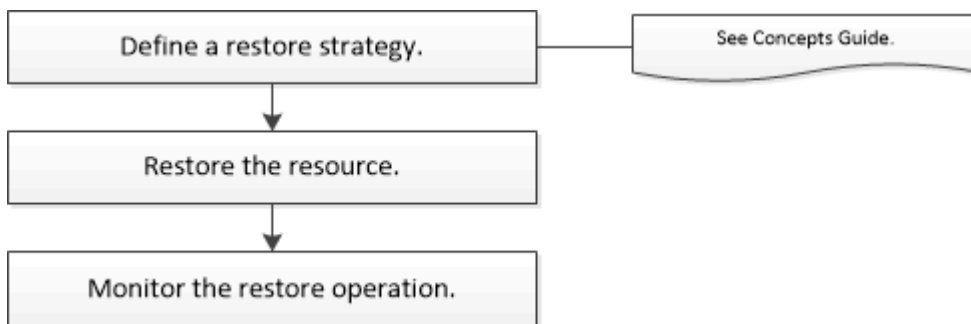 Define a restore strategy.
See Concepts Guide.
Restore the resource.
Monitor the restore operation.